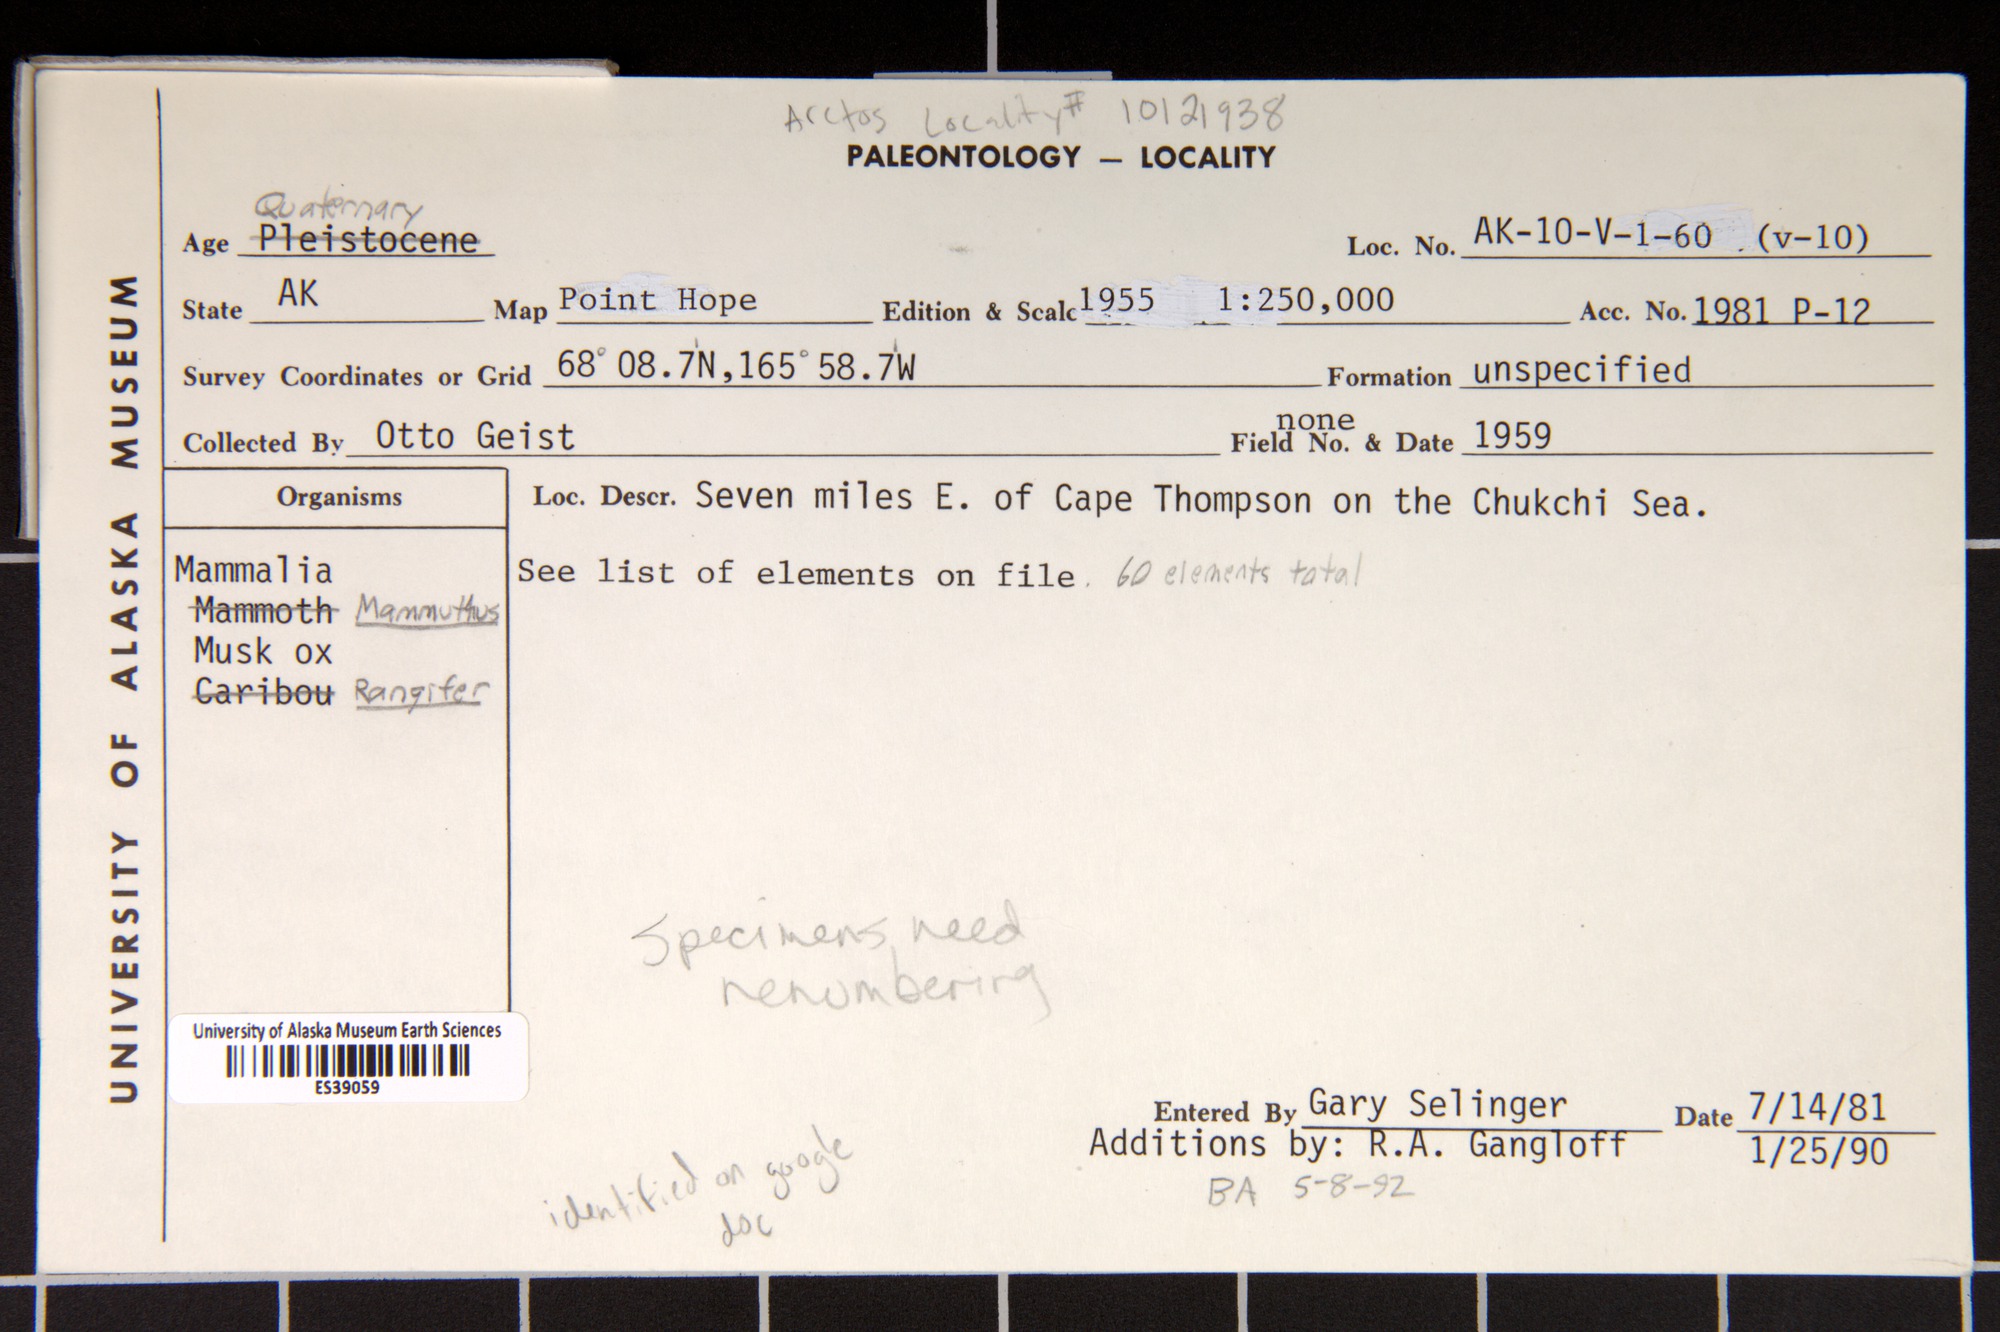 Arctos Locality# 10121938
PALEONTOLOGY — LOCALITY
UNIVERSITY OF ALASKA MUSEUM
Quaternary
Age Pleistocene
Loc. No. AK-10-V-1-60 (v-10)
State AK Map Point Hope Edition & Scale 1955 1:250,000 Acc. No. 1981 P-12
Survey Coordinates or Grid 68° 08.7'N,165° 58.7'W Formation unspecified
none
Collected By Otto Geist Field No. & Date 1959
Organisms
Loc. Descr. Seven miles E. of Cape Thompson on the Chukchi Sea.
See list of elements on file. 60 elements total
Mammalia
Mammoth Mammuthus
Musk ox
Caribou Rangifer
Specimens need
renumbering
University of Alaska Museum Earth Sciences
ES39059
Entered By Gary Selinger Date 7/14/81
Additions by: R.A. Gangloff 1/25/90
BA 5-8-92
identified on google
doc